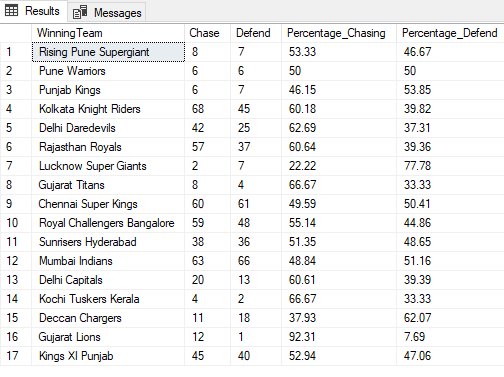 Results Messages
WinningTeam Chase Defend Percentage_Chasing Percentage_Defend
1 Rising Pune Supergiant 8 7 53.33 46.67
2 Pune Warriors 6 6 50 50
3 Punjab Kings 6 7 46.15 53.85
4 Kolkata Knight Riders 68 45 60.18 39.82
5 Delhi Daredevils 42 25 62.69 37.31
6 Rajasthan Royals 57 37 60.64 39.36
7 Lucknow Super Giants 2 7 22.22 77.78
8 Gujarat Titans 8 4 66.67 33.33
9 Chennai Super Kings 60 61 49.59 50.41
10 Royal Challengers Bangalore 59 48 55.14 44.86
11 Sunrisers Hyderabad 38 36 51.35 48.65
12 Mumbai Indians 63 66 48.84 51.16
13 Delhi Capitals 20 13 60.61 39.39
14 Kochi Tuskers Kerala 4 2 66.67 33.33
15 Deccan Chargers 11 18 37.93 62.07
16 Gujarat Lions 12 1 92.31 7.69
17 Kings XI Punjab 45 40 52.94 47.06